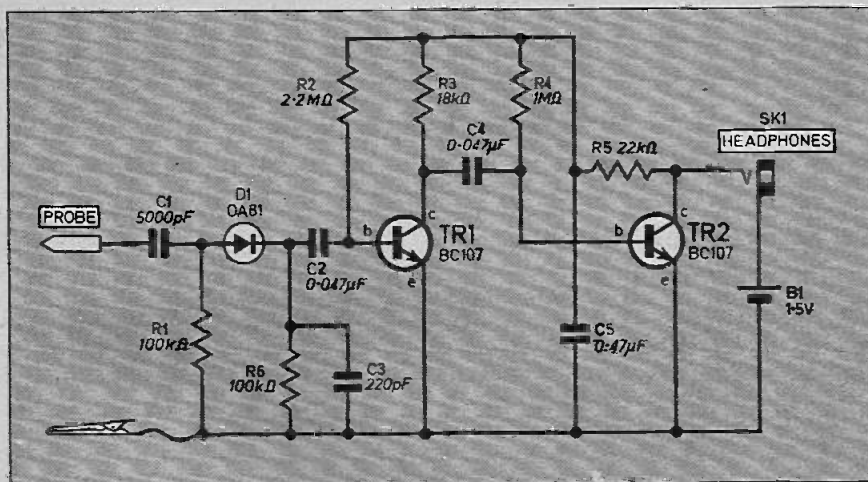 PROBE
C1
5000pF
D1
OA81
R1
100kΩ
C2
0·047µF
R6
100kΩ
C3
220pF
R2
2·2MΩ
R3
18kΩ
C4
0·047µF
R4
1MΩ
b
c
e
TR1
BC107
R5 22kΩ
C5
0·47µF
b
c
e
TR2
BC107
SK1
HEADPHONES
B1
1·5V